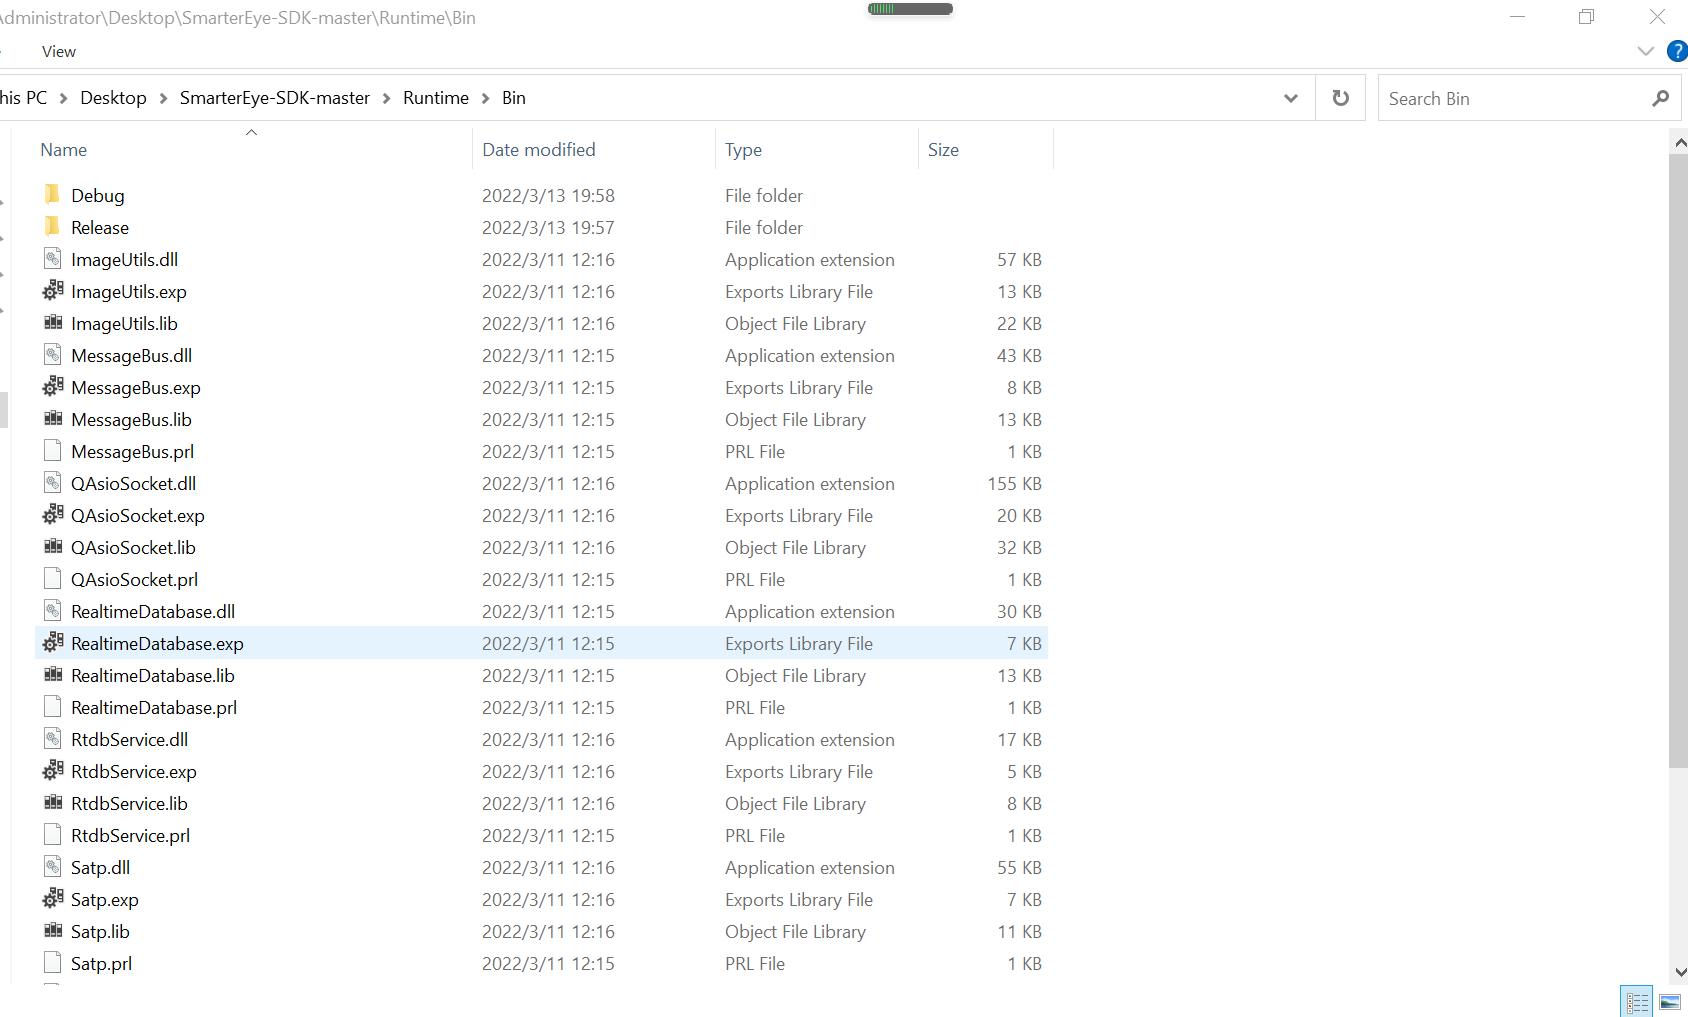 \Administrator\Desktop\SmarterEye-SDK-master\Runtime\Bin
View
?
his PC > Desktop > SmarterEye-SDK-master > Runtime > Bin
Search Bin
Name Date modified Type Size
Debug 2022/3/13 19:58 File folder
Release 2022/3/13 19:57 File folder
ImageUtils.dll 2022/3/11 12:16 Application extension 57 KB
ImageUtils.exp 2022/3/11 12:16 Exports Library File 13 KB
ImageUtils.lib 2022/3/11 12:16 Object File Library 22 KB
MessageBus.dll 2022/3/11 12:15 Application extension 43 KB
MessageBus.exp 2022/3/11 12:15 Exports Library File 8 KB
MessageBus.lib 2022/3/11 12:15 Object File Library 13 KB
MessageBus.prl 2022/3/11 12:15 PRL File 1 KB
QAsioSocket.dll 2022/3/11 12:16 Application extension 155 KB
QAsioSocket.exp 2022/3/11 12:16 Exports Library File 20 KB
QAsioSocket.lib 2022/3/11 12:16 Object File Library 32 KB
QAsioSocket.prl 2022/3/11 12:15 PRL File 1 KB
RealtimeDatabase.dll 2022/3/11 12:15 Application extension 30 KB
RealtimeDatabase.exp 2022/3/11 12:15 Exports Library File 7 KB
RealtimeDatabase.lib 2022/3/11 12:15 Object File Library 13 KB
RealtimeDatabase.prl 2022/3/11 12:15 PRL File 1 KB
RtdbService.dll 2022/3/11 12:16 Application extension 17 KB
RtdbService.exp 2022/3/11 12:16 Exports Library File 5 KB
RtdbService.lib 2022/3/11 12:16 Object File Library 8 KB
RtdbService.prl 2022/3/11 12:15 PRL File 1 KB
Satp.dll 2022/3/11 12:16 Application extension 55 KB
Satp.exp 2022/3/11 12:16 Exports Library File 7 KB
Satp.lib 2022/3/11 12:16 Object File Library 11 KB
Satp.prl 2022/3/11 12:15 PRL File 1 KB